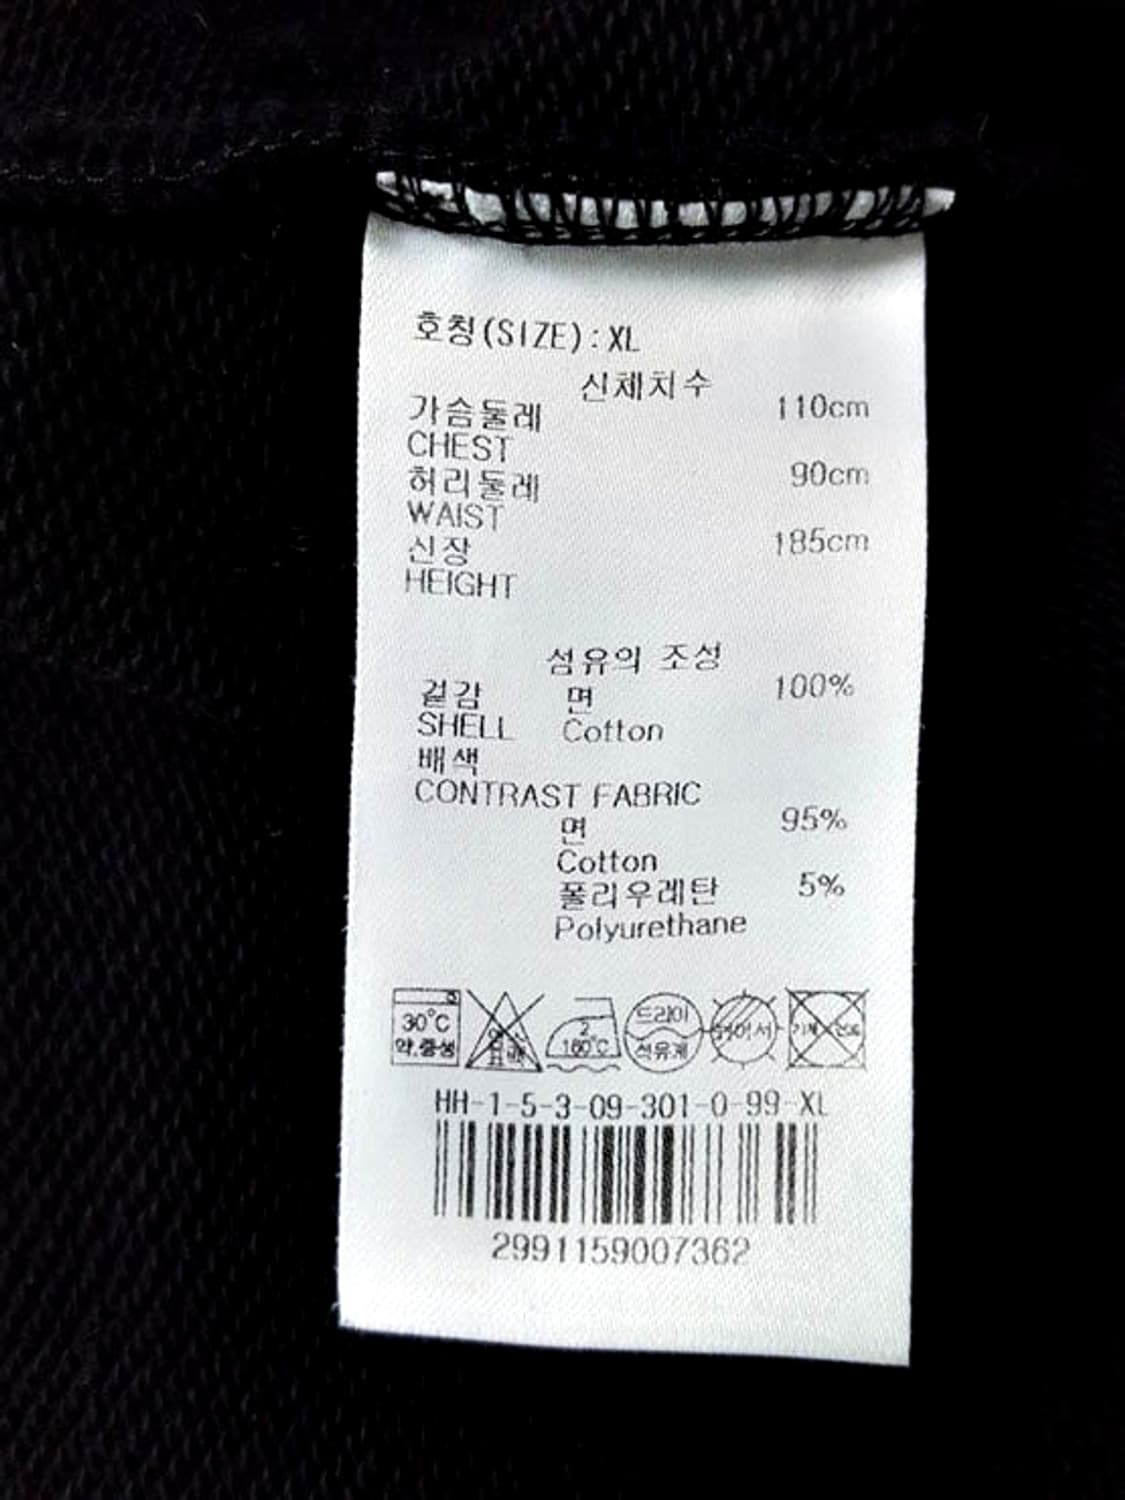 호칭(SIZE):XL
신체치수
가슴둘레 110cm
CHEST
허리둘레 90cm
WAIST
신장 185cm
HEIGHT
섬유의 조성
겉감 면 100%
SHELL Cotton
배색
CONTRAST FABRIC
면 95%
Cotton
폴리우레탄 5%
Polyurethane
30°C 2 160°C 드라이
약.중성 석유계
HH-1-5-3-09-301-0-99-XL
2991159007362